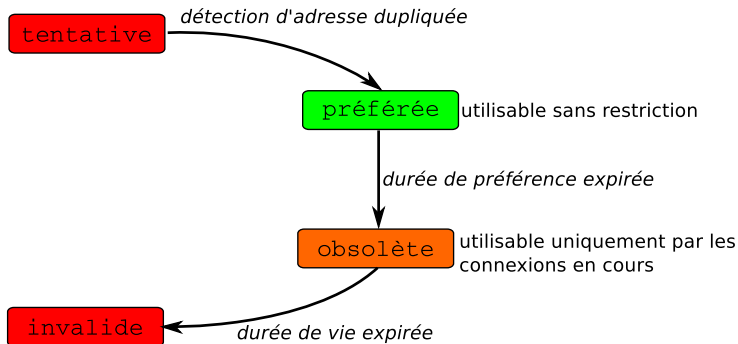 détection d'adresse dupliquée
tentative
préférée
utilisable sans restriction
durée de préférence expirée
obsolète
utilisable uniquement par les
connexions en cours
invalide
durée de vie expirée